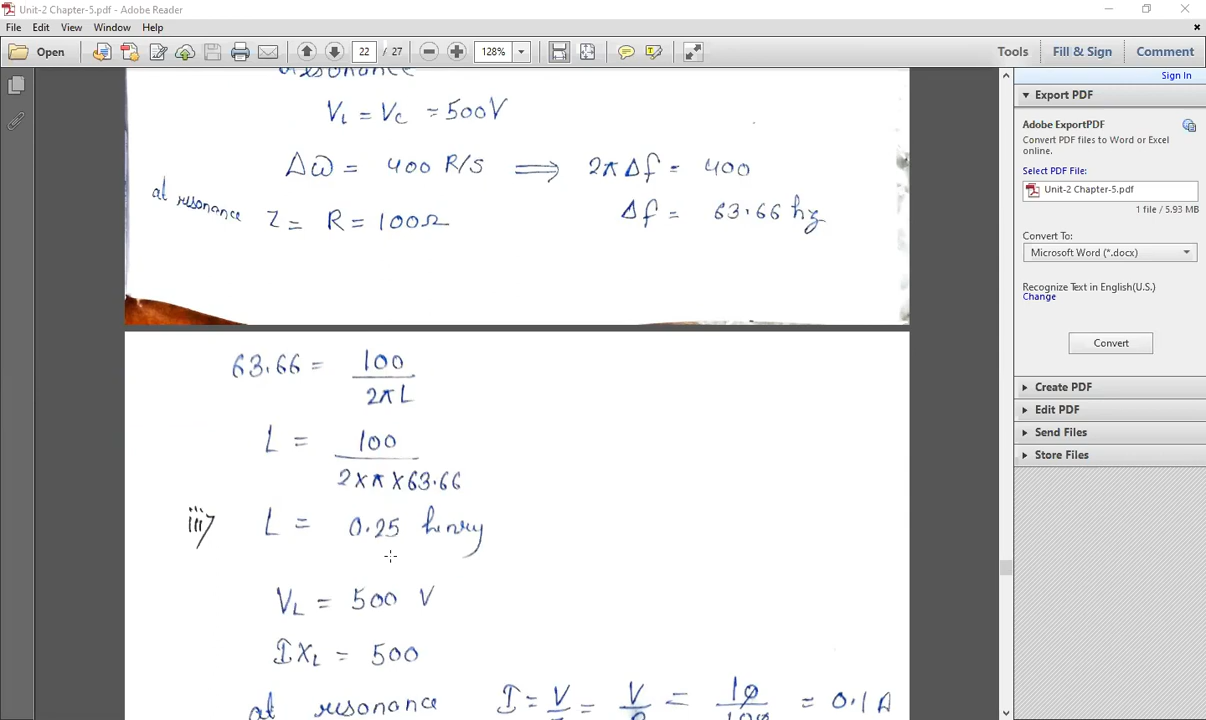 Unit-2 Chapter-5.pdf - Adobe Reader
File Edit View Window Help
Open 22 / 27 128% Tools Fill & Sign Comment
Sign In
resonance
VL = VC = 500V
Δω = 400 R/S ⟹ 2πΔf = 400
at resonance Z = R = 100Ω Δf = 63.66 hz
63.66 = 100 / 2πL
L = 100 / 2×π×63.66
iii) L = 0.25 henry
VL = 500 V
IXL = 500
at resonance I = V = V = 10 = 0.1 A
Export PDF
Adobe ExportPDF
Convert PDF files to Word or Excel
online.
Select PDF File:
Unit-2 Chapter-5.pdf
1 file / 5.93 MB
Convert To:
Microsoft Word (*.docx)
Recognize Text in English(U.S.)
Change
Convert
Create PDF
Edit PDF
Send Files
Store Files